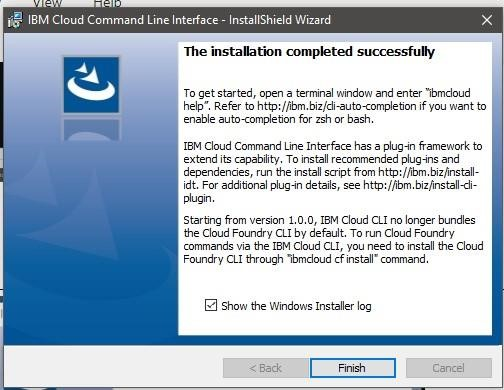 View Help
IBM Cloud Command Line Interface - InstallShield Wizard
The installation completed successfully
To get started, open a terminal window and enter "ibmcloud
help". Refer to http://ibm.biz/cli-auto-completion if you want to
enable auto-completion for zsh or bash.
IBM Cloud Command Line Interface has a plug-in framework to
extend its capability. To install recommended plug-ins and
dependencies, run the install script from http://ibm.biz/install-
idt. For additional plug-in details, see http://ibm.biz/install-cli-
plugin.
Starting from version 1.0.0, IBM Cloud CLI no longer bundles
the Cloud Foundry CLI by default. To run Cloud Foundry
commands via the IBM Cloud CLI, you need to install the Cloud
Foundry CLI through "ibmcloud cf install" command.
Show the Windows Installer log
< Back Finish Cancel